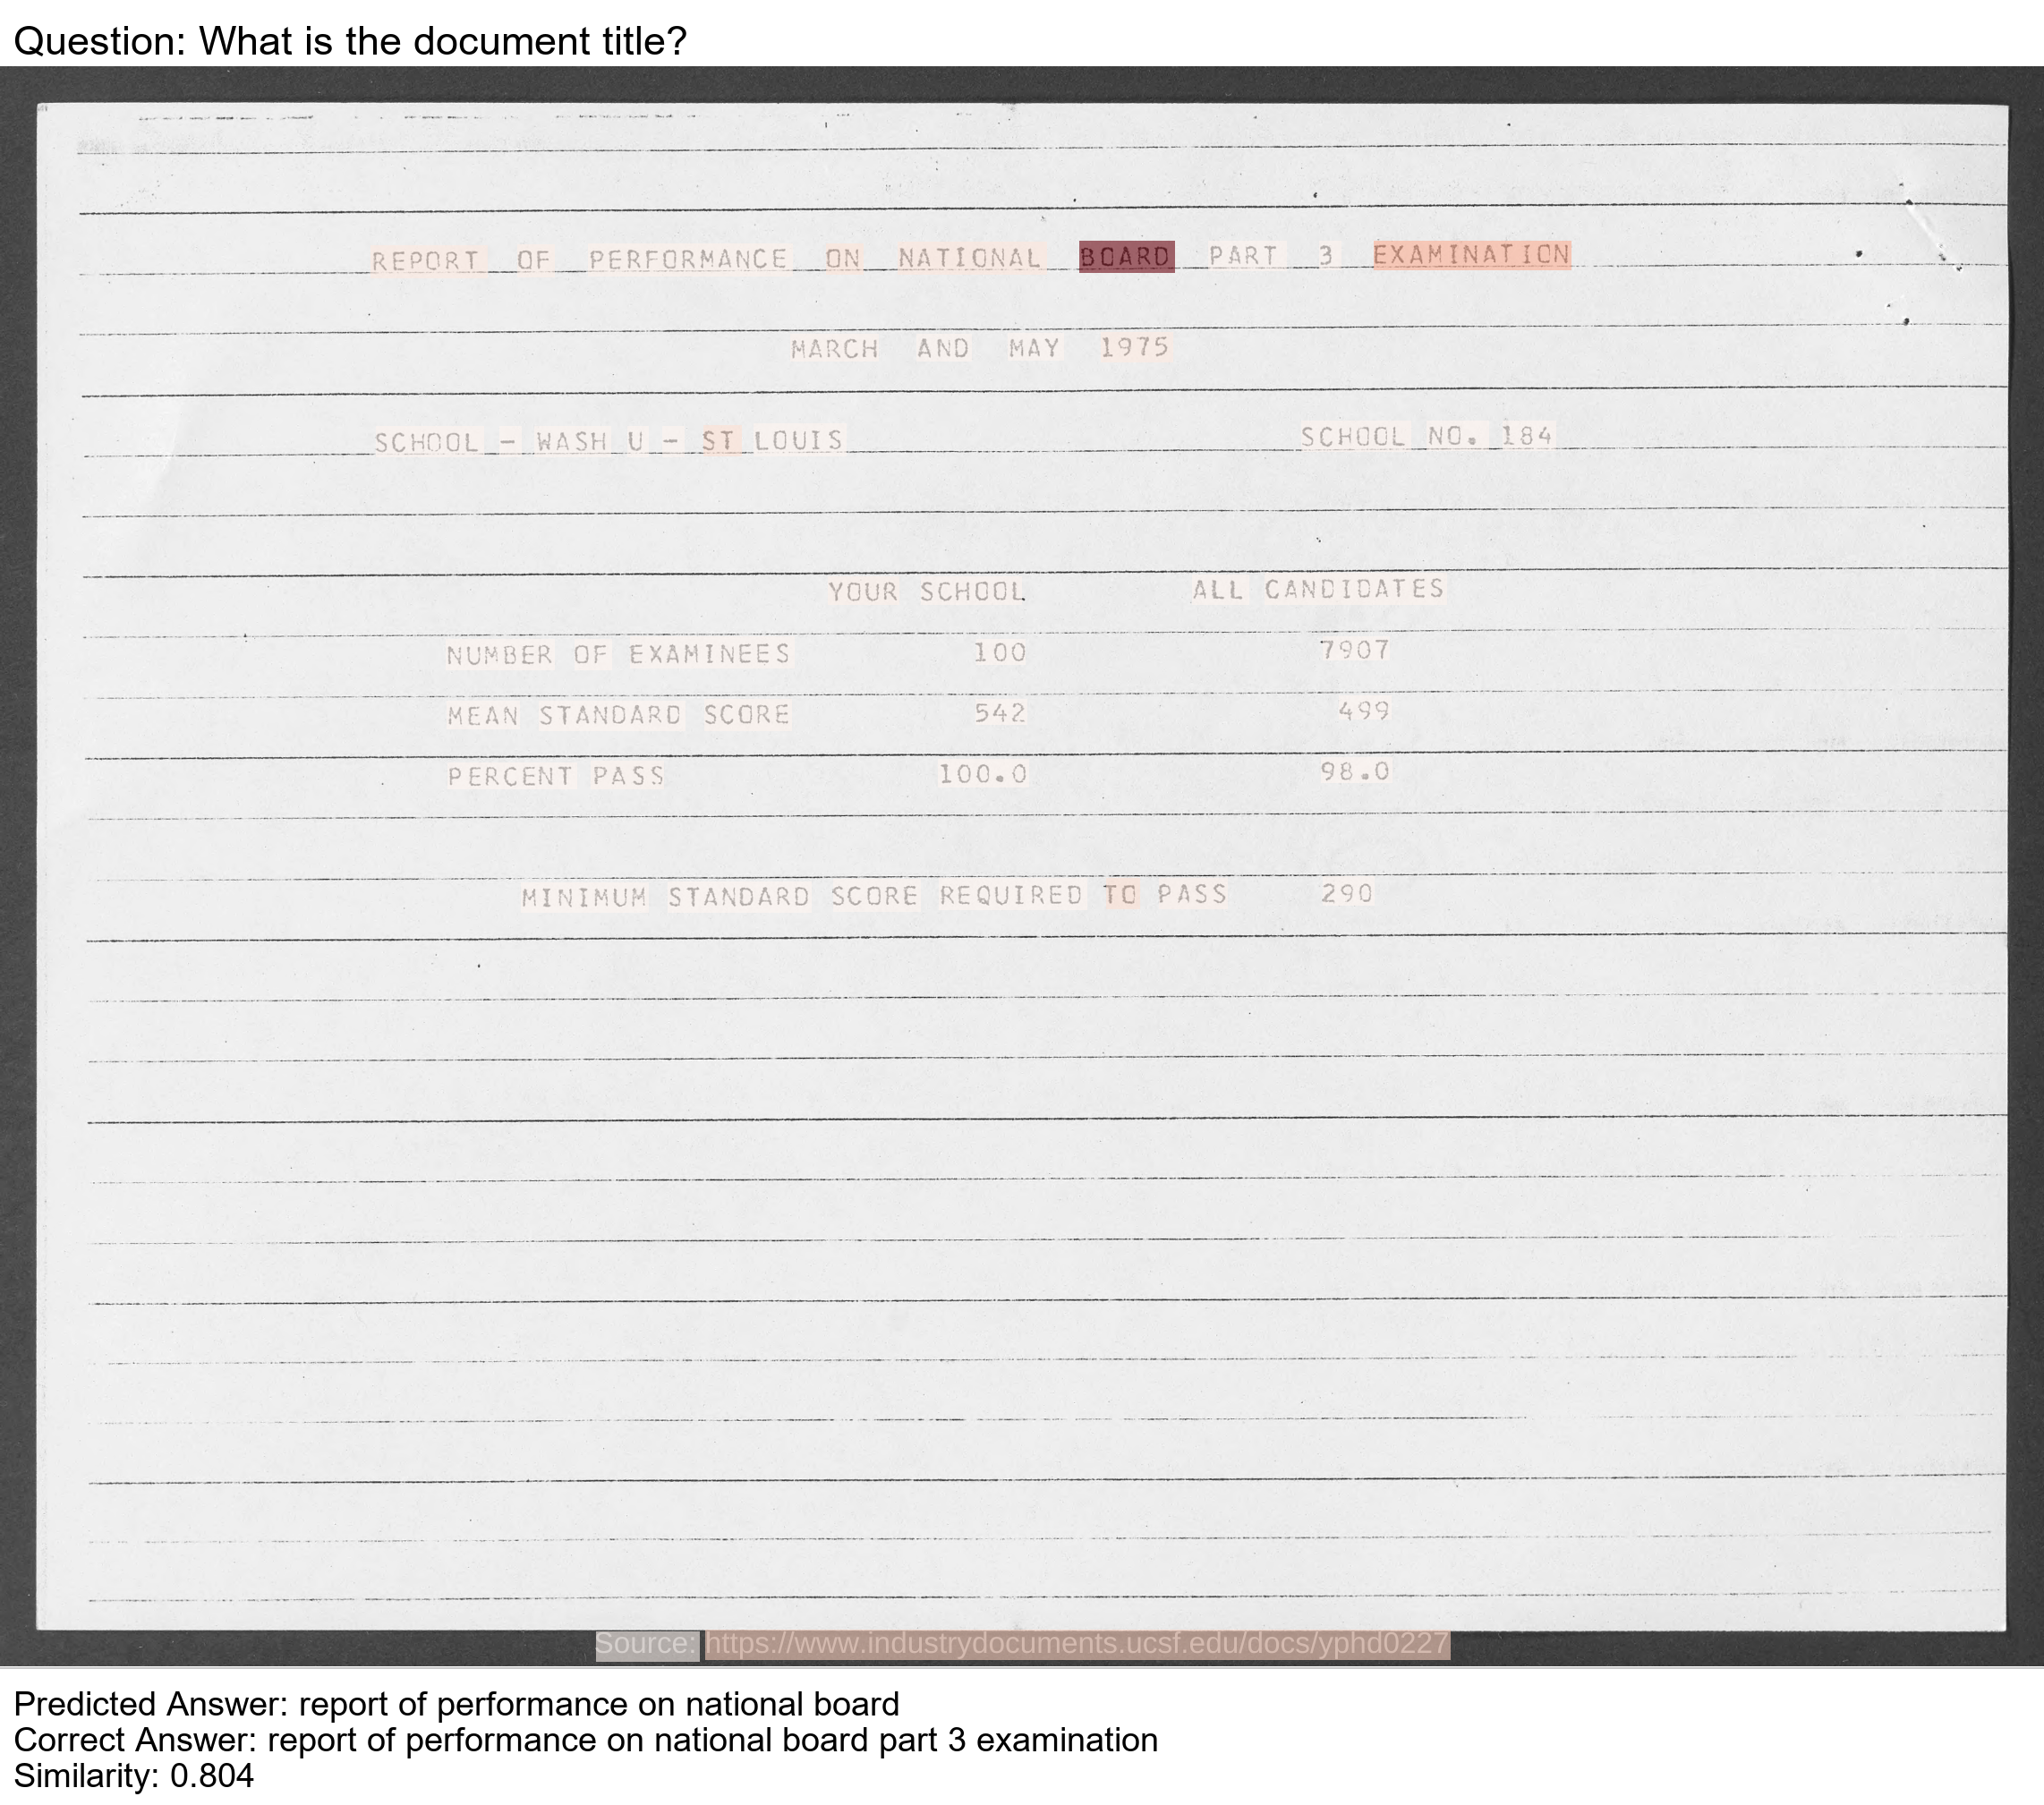 Question: What is the document title?
REPORT OF PERFORMANCE ON NATIONAL BOARD PART 3 EXAMINATION
MARCH AND MAY 1975
SCHOOL - WASH U - ST LOUIS SCHOOL NO. 184
YOUR SCHOOL ALL CANDIDATES
NUMBER OF EXAMINEES 100 7907
MEAN STANDARD SCORE 542 499
PERCENT PASS 100.0 98.0
MINIMUM STANDARD SCORE REQUIRED TO PASS 290
Source: https://www.industrydocuments.ucsf.edu/docs/yphd0227
Predicted Answer: report of performance on national board
Correct Answer: report of performance on national board part 3 examination
Similarity: 0.804